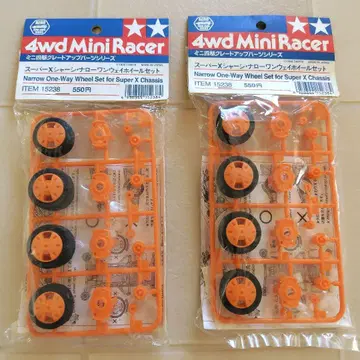 4wd Mini Racer
ミニ四駆グレードアップパーツシリーズ
スーパーXシャーシ・ナローワンウェイホイールセット
Narrow One-Way Wheel Set for Super X Chassis
ITEM 15238 550円
4wd Mini Racer
ミニ四駆グレードアップパーツシリーズ
スーパーXシャーシ・ナローワンウェイホイールセット
Narrow One-Way Wheel Set for Super X Chassis
ITEM 15238 550円